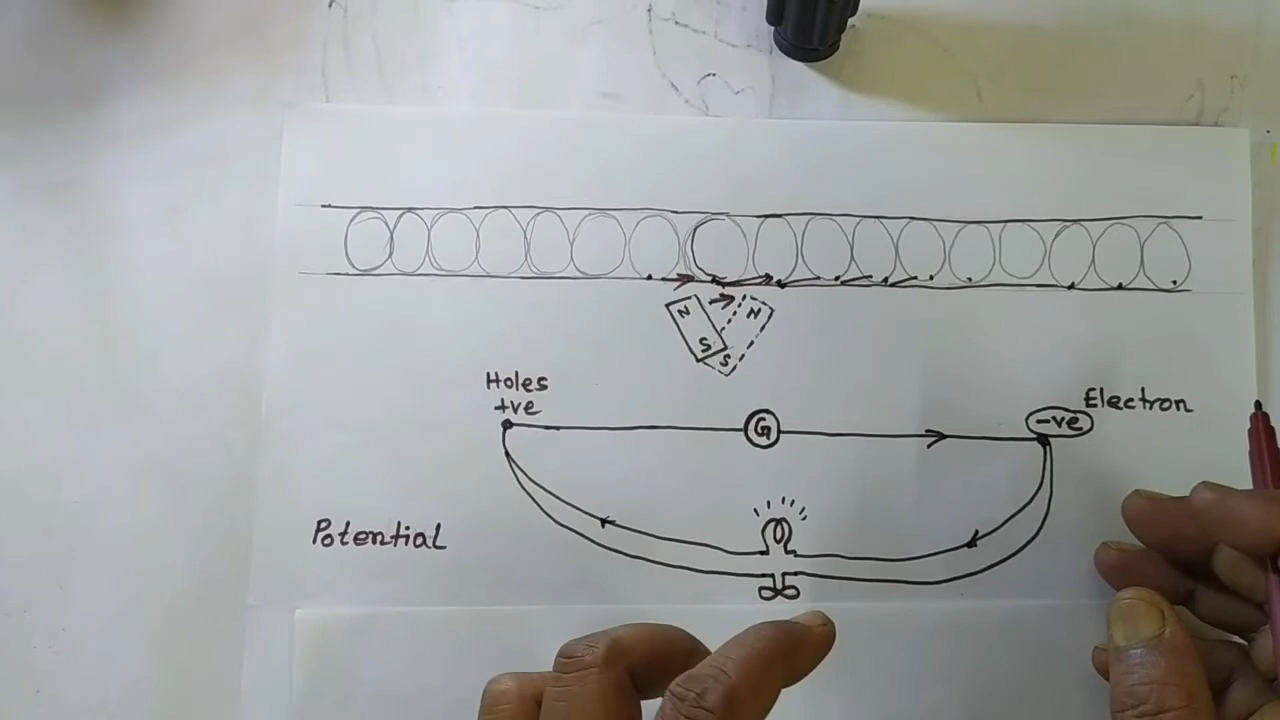 N
N
S
S
Holes
+ve
G
-ve
Electron
Potential